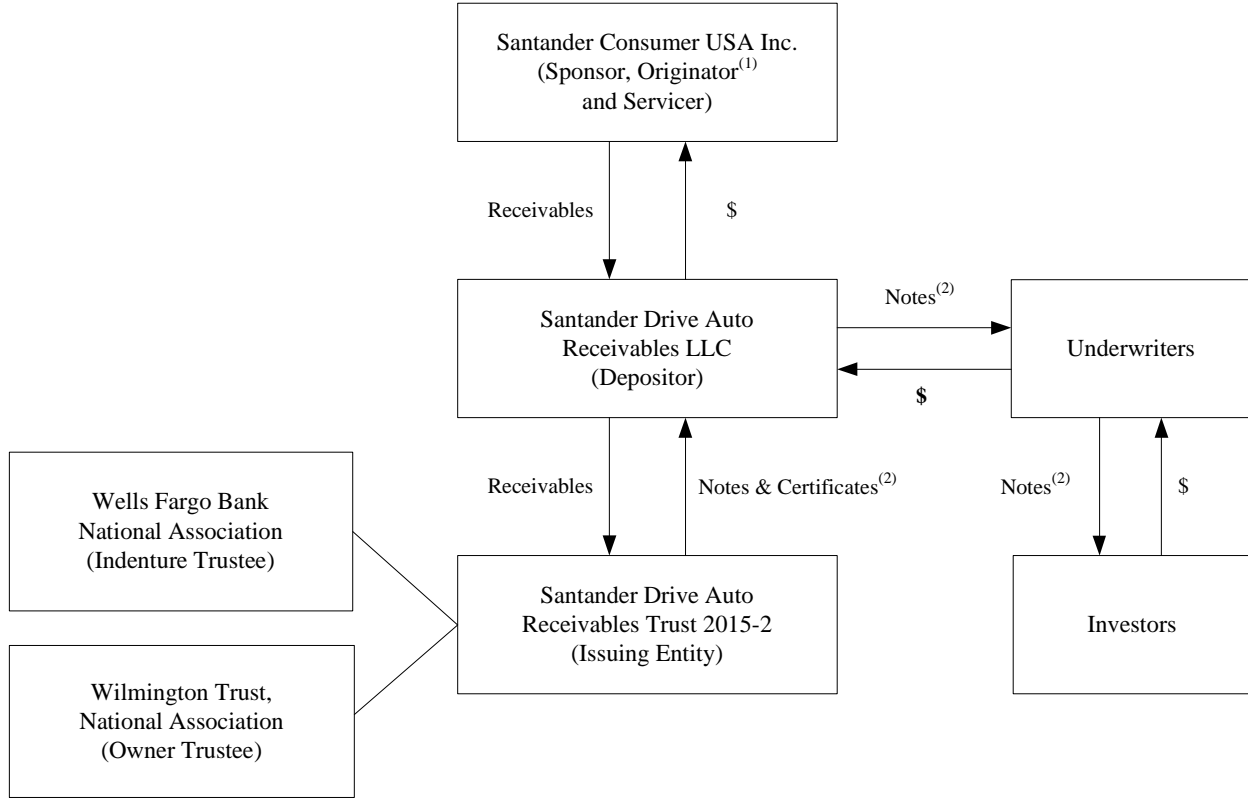 Santander Consumer USA Inc.
(Sponsor, Originator(1)
and Servicer)
Receivables
$
Santander Drive Auto
Receivables LLC
(Depositor)
Notes(2)
$
Underwriters
Receivables
Notes & Certificates(2)
Notes(2)
$
Wells Fargo Bank
National Association
(Indenture Trustee)
Santander Drive Auto
Receivables Trust 2015-2
(Issuing Entity)
Investors
Wilmington Trust,
National Association
(Owner Trustee)